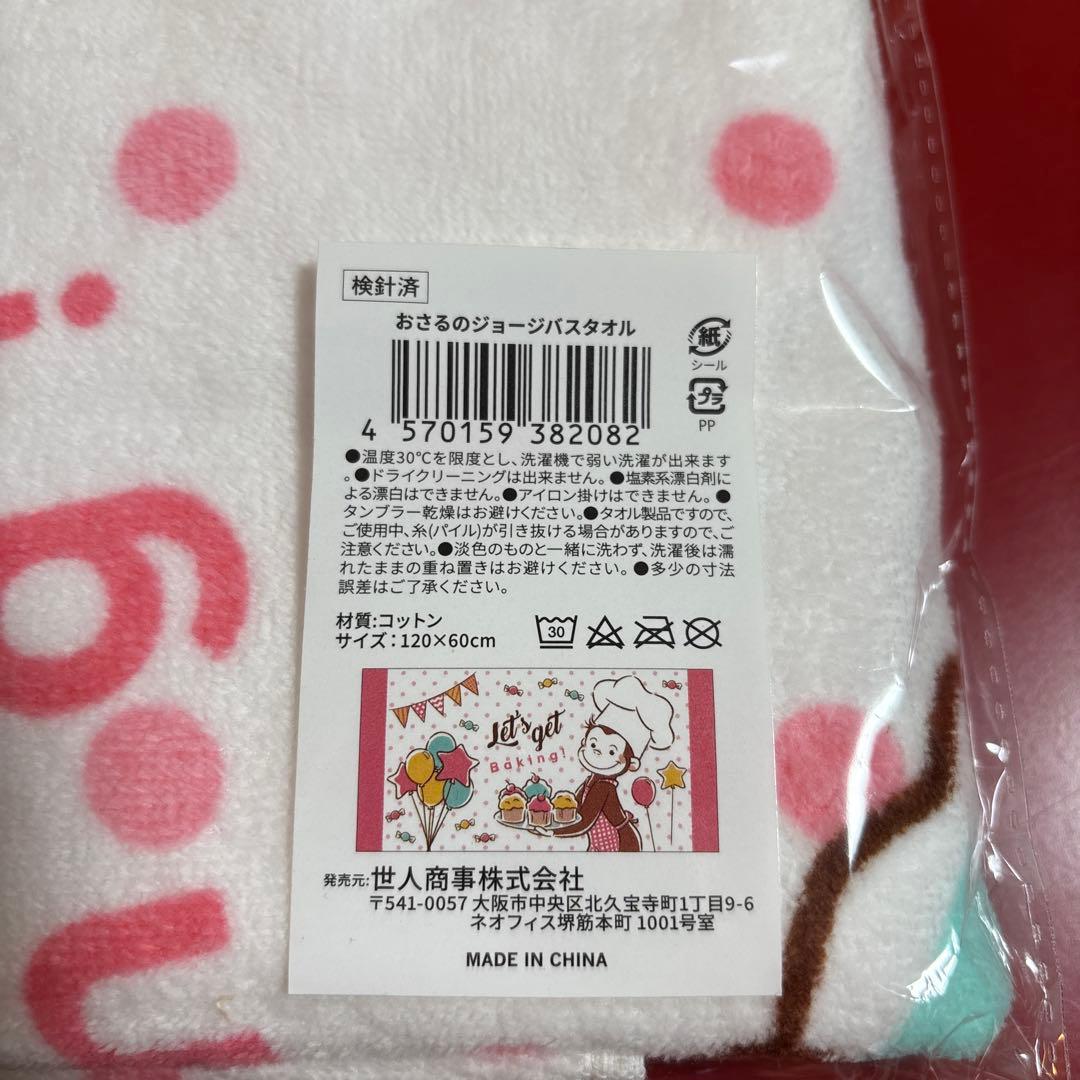 検針済
おさるのジョージバスタオル
紙
シール
プラ
PP
4 570159 382082
●温度30℃を限度とし、洗濯機で弱い洗濯が出来ます
。●ドライクリーニングは出来ません。●塩素系漂白剤に
よる漂白はできません。●アイロン掛けはできません。●
タンブラー乾燥はお避けください。●タオル製品ですので、
ご使用中、糸(パイル)が引き抜ける場合がありますので、ご
注意ください。●淡色のものと一緒に洗わず、洗濯後は濡
れたままの重ね置きはお避けください。●多少の寸法
誤差はご了承ください。
材質:コットン
サイズ:120×60cm
30
Let's get
Baking!
発売元:世人商事株式会社
〒541-0057 大阪市中央区北久宝寺町1丁目9-6
ネオフィス堺筋本町 1001号室
MADE IN CHINA